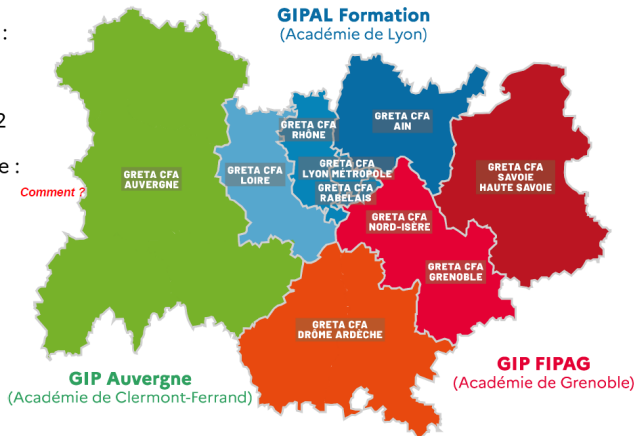 :
2
e :
Comment ?
GIPAL Formation
(Académie de Lyon)
GRETA CFA
AUVERGNE
GRETA CFA
LOIRE
GRETA CFA
RHÔNE
GRETA CFA
LYON MÉTROPOLE
GRETA CFA
RABELAIS
GRETA CFA
AIN
GRETA CFA
SAVOIE
HAUTE SAVOIE
GRETA CFA
NORD-ISÈRE
GRETA CFA
GRENOBLE
GRETA CFA
DRÔME ARDÈCHE
GIP Auvergne
(Académie de Clermont-Ferrand)
GIP FIPAG
(Académie de Grenoble)